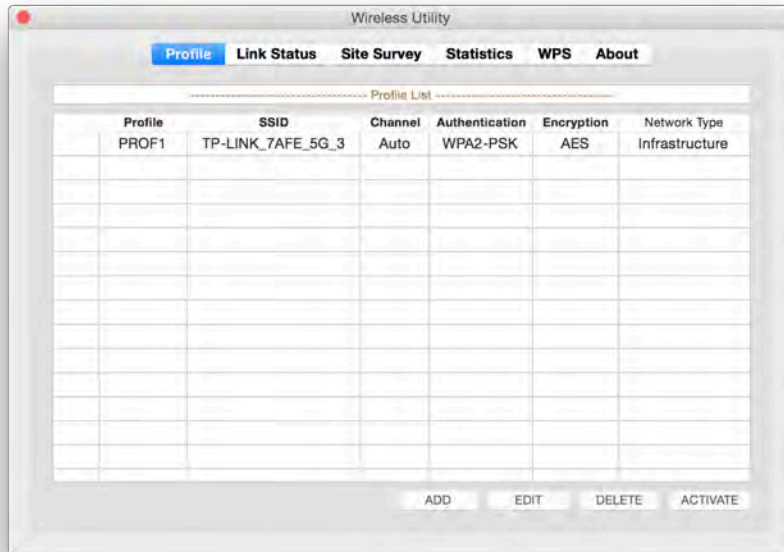 Wireless Utility
Profile Link Status Site Survey Statistics WPS About
------------------------------------ Profile List ------------------------------------
Profile SSID Channel Authentication Encryption Network Type
PROF1 TP-LINK_7AFE_5G_3 Auto WPA2-PSK AES Infrastructure
ADD EDIT DELETE ACTIVATE